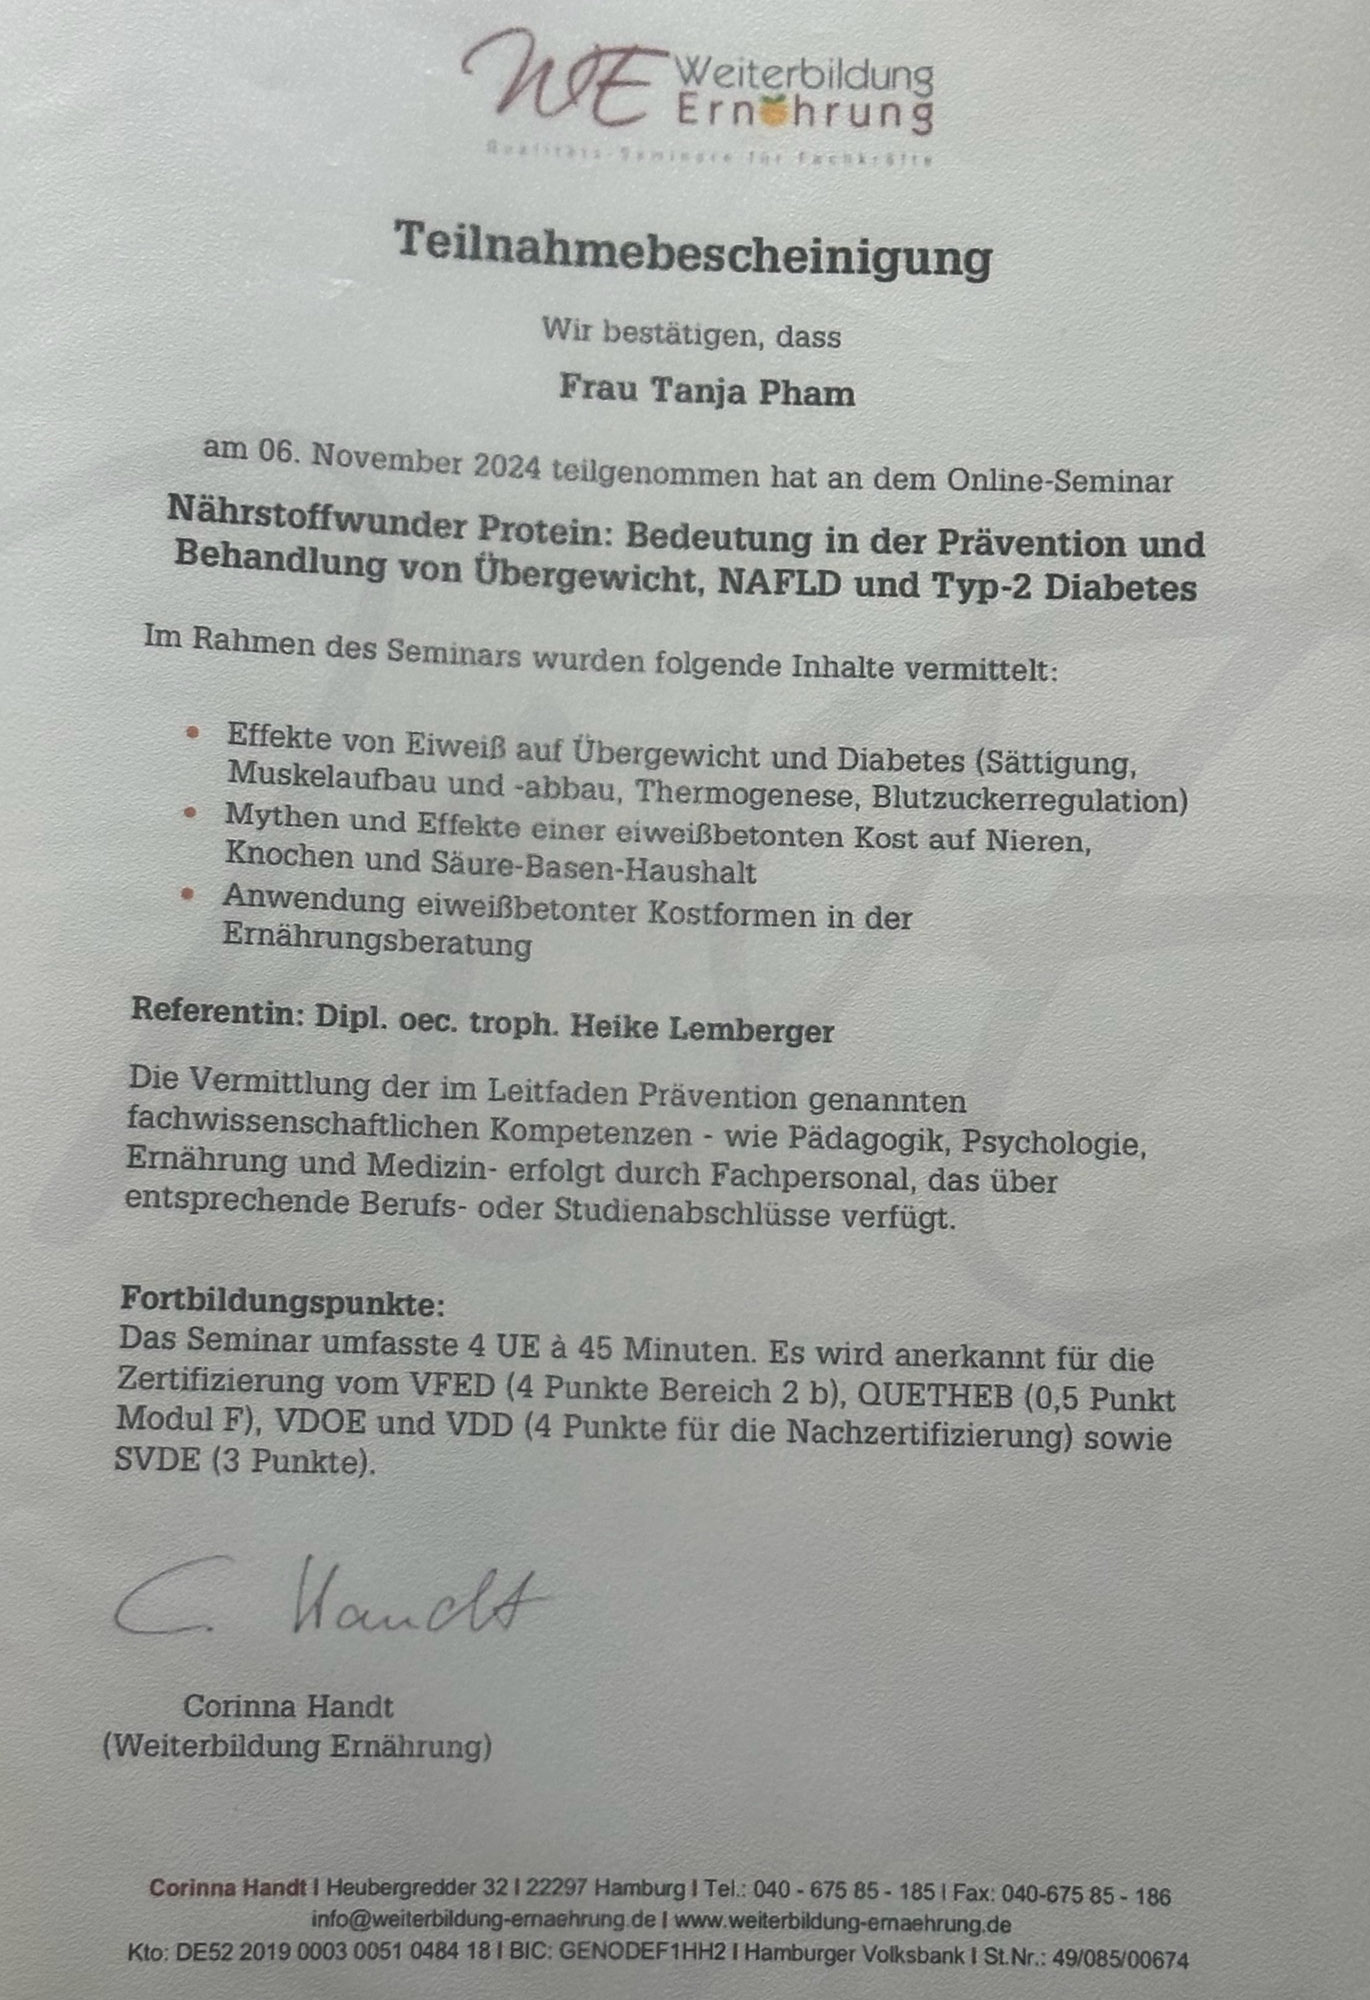 WE Weiterbildung
Ernährung
Qualitäts-Seminare für Fachkräfte
Teilnahmebescheinigung
Wir bestätigen, dass
Frau Tanja Pham
am 06. November 2024 teilgenommen hat an dem Online-Seminar
Nährstoffwunder Protein: Bedeutung in der Prävention und
Behandlung von Übergewicht, NAFLD und Typ-2 Diabetes
Im Rahmen des Seminars wurden folgende Inhalte vermittelt:
• Effekte von Eiweiß auf Übergewicht und Diabetes (Sättigung,
Muskelaufbau und -abbau, Thermogenese, Blutzuckerregulation)
• Mythen und Effekte einer eiweißbetonten Kost auf Nieren,
Knochen und Säure-Basen-Haushalt
• Anwendung eiweißbetonter Kostformen in der
Ernährungsberatung
Referentin: Dipl. oec. troph. Heike Lemberger
Die Vermittlung der im Leitfaden Prävention genannten
fachwissenschaftlichen Kompetenzen - wie Pädagogik, Psychologie,
Ernährung und Medizin- erfolgt durch Fachpersonal, das über
entsprechende Berufs- oder Studienabschlüsse verfügt.
Fortbildungspunkte:
Das Seminar umfasste 4 UE à 45 Minuten. Es wird anerkannt für die
Zertifizierung vom VFED (4 Punkte Bereich 2 b), QUETHEB (0,5 Punkt
Modul F), VDOE und VDD (4 Punkte für die Nachzertifizierung) sowie
SVDE (3 Punkte).
C. Handt
Corinna Handt
(Weiterbildung Ernährung)
Corinna Handt I Heubergredder 32 I 22297 Hamburg I Tel.: 040 - 675 85 - 185 I Fax: 040-675 85 - 186
info@weiterbildung-ernaehrung.de I www.weiterbildung-ernaehrung.de
Kto: DE52 2019 0003 0051 0484 18 I BIC: GENODEF1HH2 I Hamburger Volksbank I St.Nr.: 49/085/00674